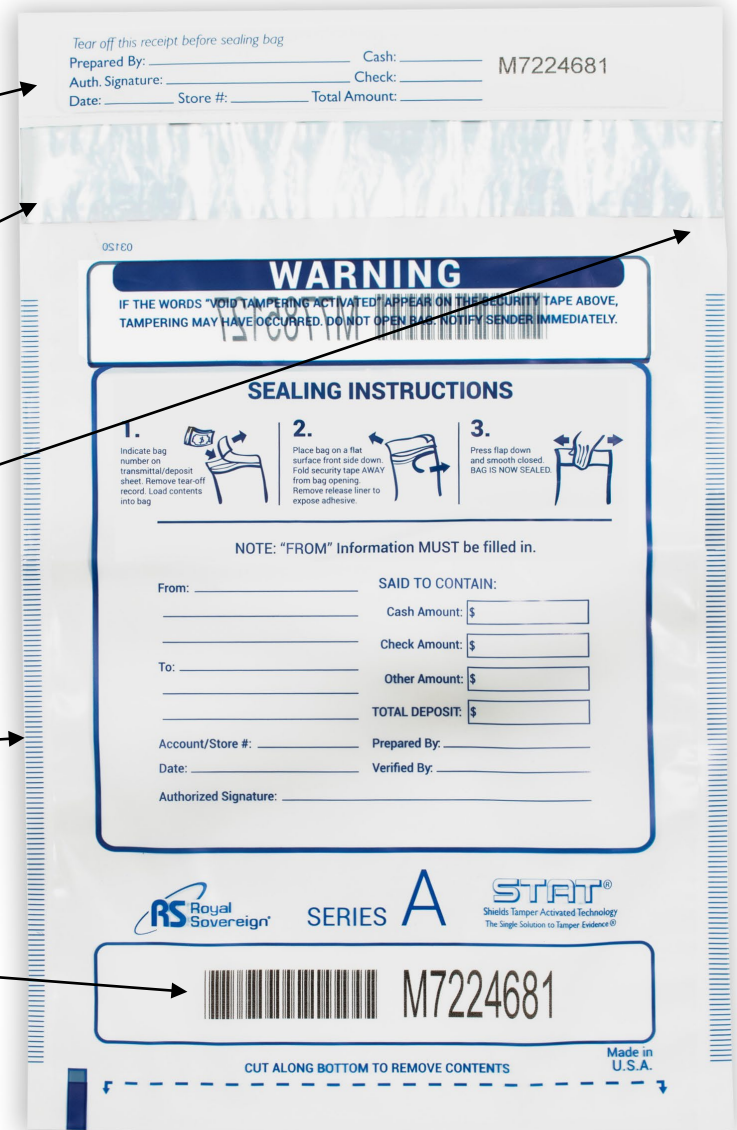 Tear off this receipt before sealing bag
Prepared By: Cash:
M7224681
Auth. Signature: Check:
Date: Store #: Total Amount:
03120
WARNING
IF THE WORDS "VOID TAMPERING ACTIVATED" APPEAR ON THE SECURITY TAPE ABOVE,
TAMPERING MAY HAVE OCCURRED. DO NOT OPEN BAG. NOTIFY SENDER IMMEDIATELY.
SEALING INSTRUCTIONS
1.
Indicate bag
number on
transmittal/deposit
sheet. Remove tear-off
record. Load contents
into bag
2.
Place bag on a flat
surface front side down.
Fold security tape AWAY
from bag opening.
Remove release liner to
expose adhesive.
3.
Press flap down
and smooth closed.
BAG IS NOW SEALED.
NOTE: "FROM" Information MUST be filled in.
From: SAID TO CONTAIN:
Cash Amount: $
Check Amount: $
To:
Other Amount: $
TOTAL DEPOSIT: $
Account/Store #: Prepared By:
Date: Verified By:
Authorized Signature:
RS Royal
Sovereign®
SERIES A
STAT®
Shields Tamper Activated Technology
The Single Solution to Tamper Evidence®
M7224681
Made in
U.S.A.
CUT ALONG BOTTOM TO REMOVE CONTENTS